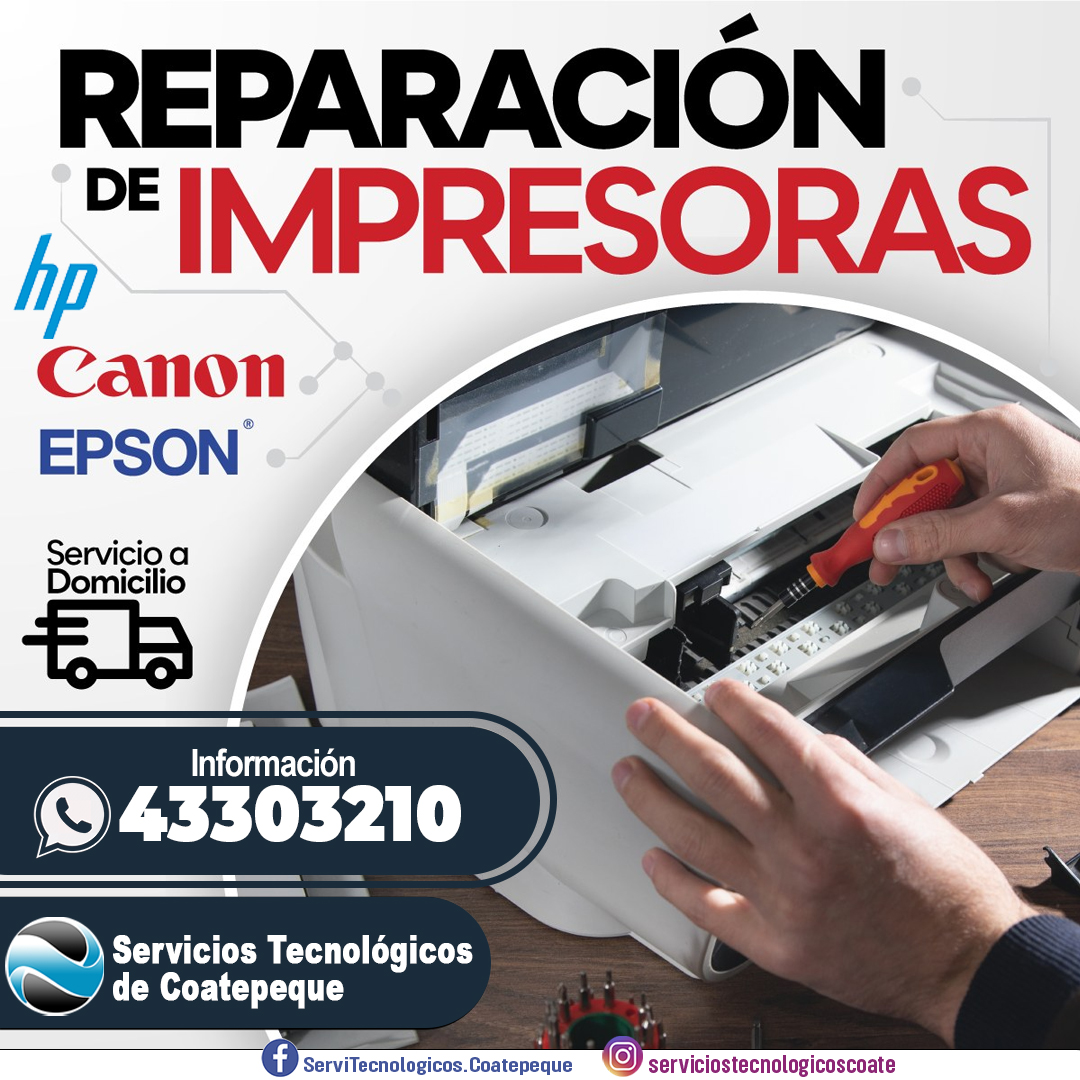 REPARACIÓN
DE IMPRESORAS
hp
Canon
EPSON®
Servicio a
Domicilio
Información
43303210
Servicios Tecnológicos
de Coatepeque
ServiTecnologicos.Coatepeque
serviciostecnologicoscoate